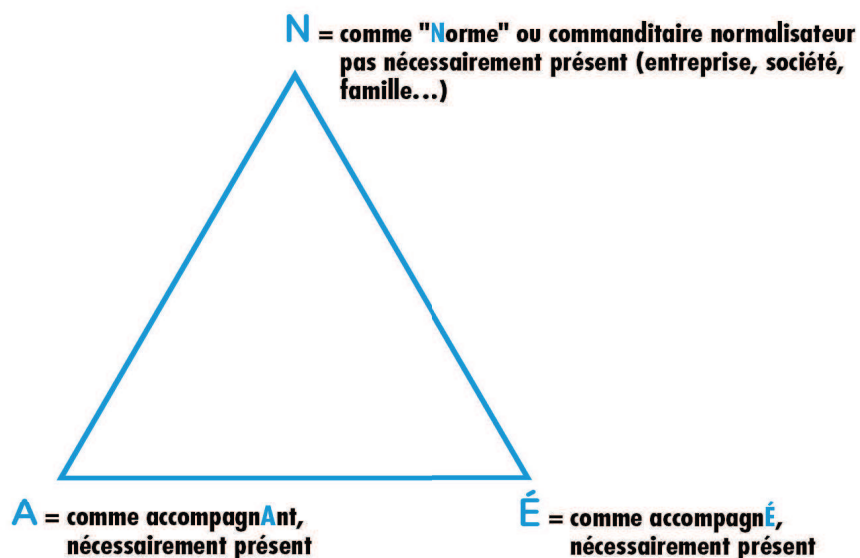 N = comme "Norme" ou commanditaire normalisateur
pas nécessairement présent (entreprise, société,
famille...)
A = comme accompagnAnt,
nécessairement présent
É = comme accompagnÉ,
nécessairement présent